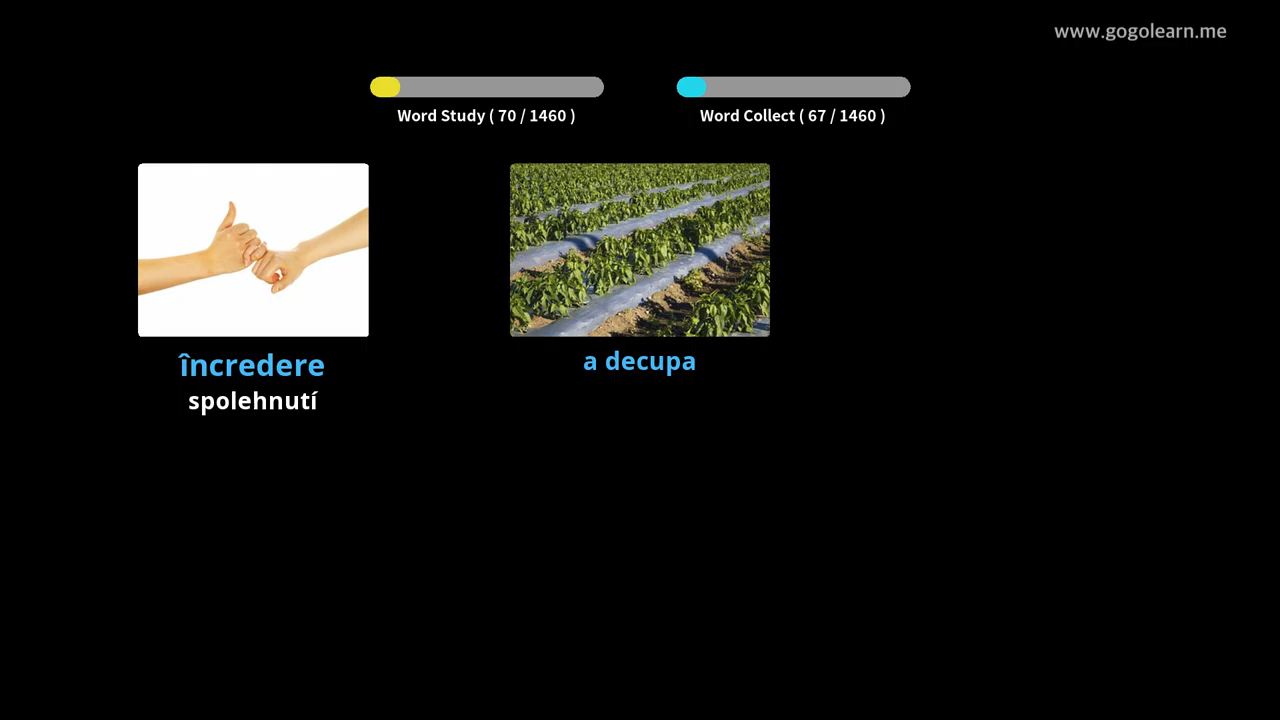 www.gogolearn.me
Word Study ( 70 / 1460 )
Word Collect ( 67 / 1460 )
încredere
spolehnutí
a decupa